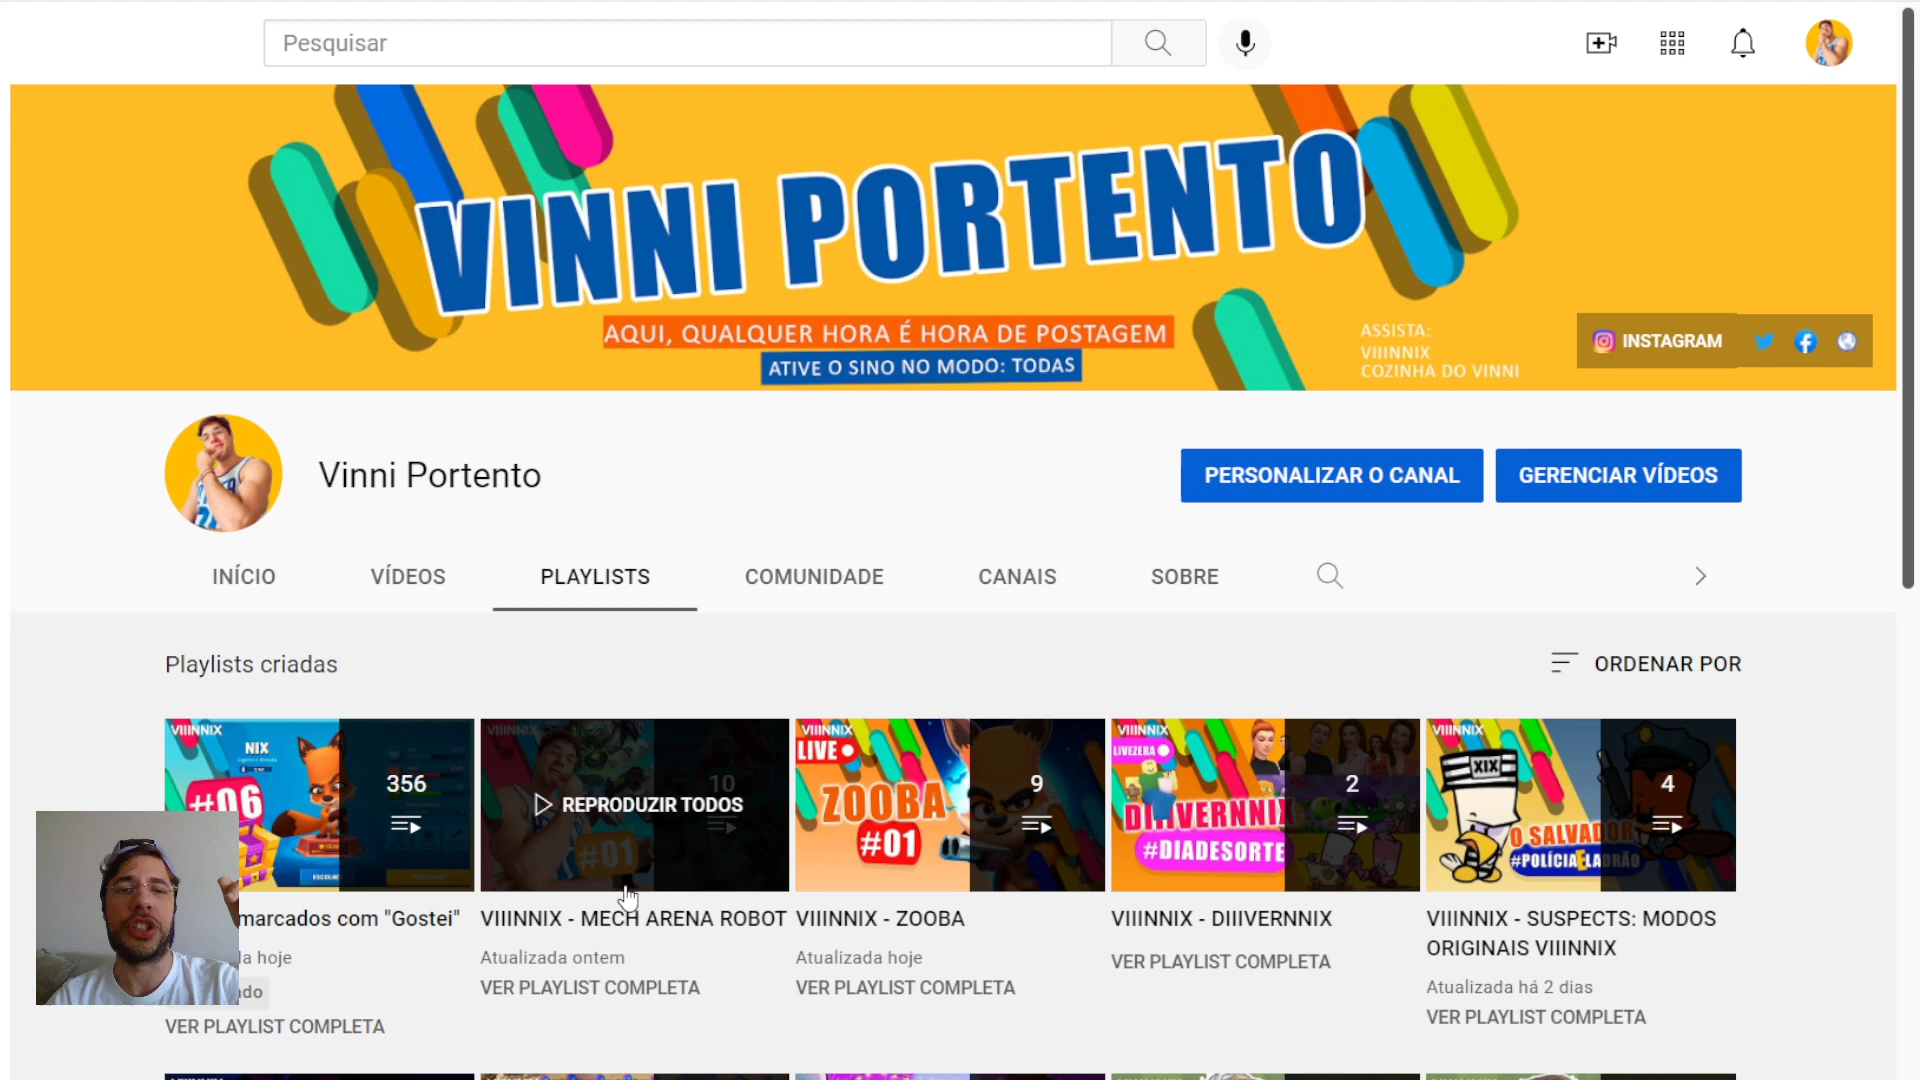 Pesquisar
VINNI PORTENTO
AQUI, QUALQUER HORA É HORA DE POSTAGEM
ATIVE O SINO NO MODO: TODAS
ASSISTA:
VIIINNIX
COZINHA DO VINNI
INSTAGRAM
Vinni Portento
PERSONALIZAR O CANAL
GERENCIAR VÍDEOS
INÍCIO
VÍDEOS
PLAYLISTS
COMUNIDADE
CANAIS
SOBRE
Playlists criadas
ORDENAR POR
VIIINNIX
NIX
#06
356
marcados com "Gostei"
la hoje
VER PLAYLIST COMPLETA
VIIINNIX
10
REPRODUZIR TODOS
#01
VIIINNIX - MECH ARENA ROBOT
Atualizada ontem
VER PLAYLIST COMPLETA
VIIINNIX
LIVE
ZOOBA
#01
9
VIIINNIX - ZOOBA
Atualizada hoje
VER PLAYLIST COMPLETA
VIIINNIX
LIVEZERA
DIIIVERNNIX
#DIADESORTE
2
VIIINNIX - DIIIVERNNIX
VER PLAYLIST COMPLETA
VIIINNIX
XIX
O SALVADOR
#POLÍCIAELADRÃO
4
VIIINNIX - SUSPECTS: MODOS
ORIGINAIS VIIINNIX
Atualizada há 2 dias
VER PLAYLIST COMPLETA